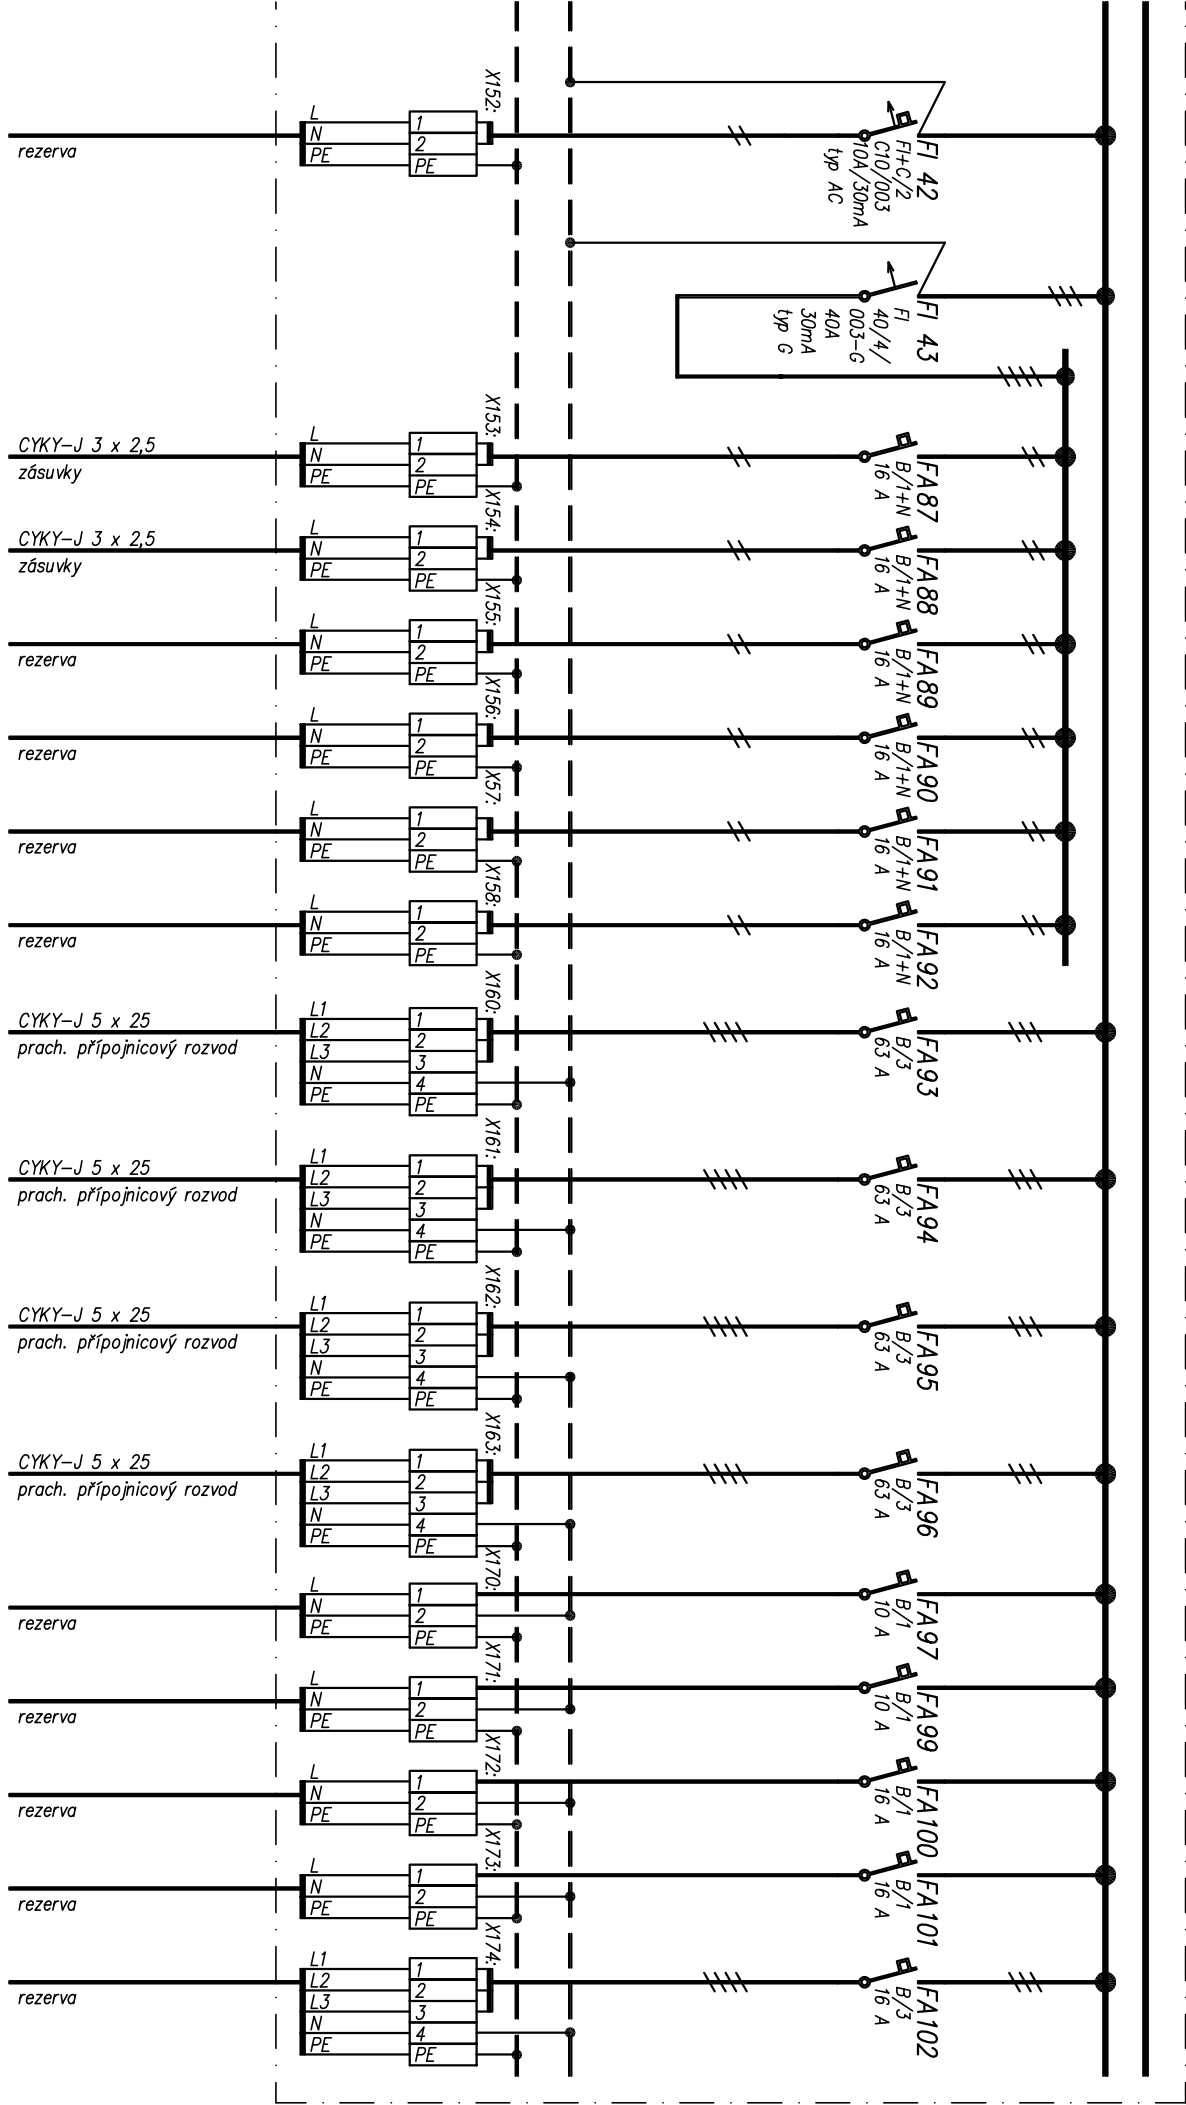 X152:
L
N
PE
1
2
PE
rezerva
FI 42
FI+C/2
C10/003
10A/30mA
typ AC
FI 43
FI
40/4/
003-G
40A
30mA
typ G
X153:
CYKY-J 3 x 2,5
zásuvky
L
N
PE
1
2
PE
FA87
B/1+N
16 A
X154:
CYKY-J 3 x 2,5
zásuvky
L
N
PE
1
2
PE
FA88
B/1+N
16 A
X155:
rezerva
L
N
PE
1
2
PE
FA89
B/1+N
16 A
X156:
rezerva
L
N
PE
1
2
PE
FA90
B/1+N
16 A
X57:
rezerva
L
N
PE
1
2
PE
FA91
B/1+N
16 A
X158:
rezerva
L
N
PE
1
2
PE
FA92
B/1+N
16 A
X160:
CYKY-J 5 x 25
prach. přípojnicový rozvod
L1
L2
L3
N
PE
1
2
3
4
PE
FA93
B/3
63 A
X161:
CYKY-J 5 x 25
prach. přípojnicový rozvod
L1
L2
L3
N
PE
1
2
3
4
PE
FA94
B/3
63 A
X162:
CYKY-J 5 x 25
prach. přípojnicový rozvod
L1
L2
L3
N
PE
1
2
3
4
PE
FA95
B/3
63 A
X163:
CYKY-J 5 x 25
prach. přípojnicový rozvod
L1
L2
L3
N
PE
1
2
3
4
PE
FA96
B/3
63 A
X170:
rezerva
L
N
PE
1
2
PE
FA97
B/1
10 A
X171:
rezerva
L
N
PE
1
2
PE
FA99
B/1
10 A
X172:
rezerva
L
N
PE
1
2
PE
FA100
B/1
16 A
X173:
rezerva
L
N
PE
1
2
PE
FA101
B/1
16 A
X174:
rezerva
L1
L2
L3
N
PE
1
2
3
4
PE
FA102
B/3
16 A